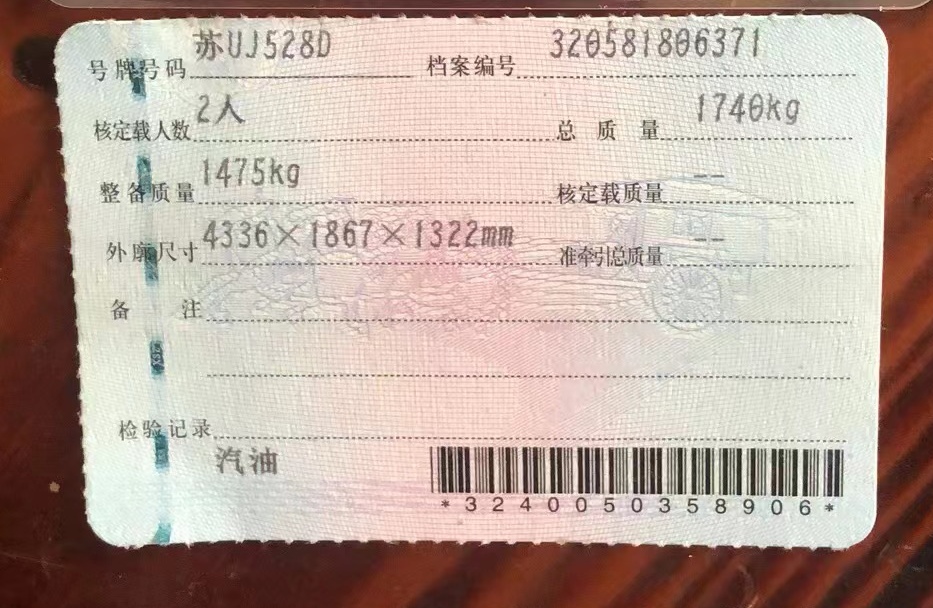 号牌号码 苏UJ528D 档案编号 320581806371
核定载人数 2人 总质量 1740kg
整备质量 1475kg 核定载质量 --
外廓尺寸 4336×1867×1322mm 准牵引总质量 --
备注
检验记录
汽油
*3240050358906*